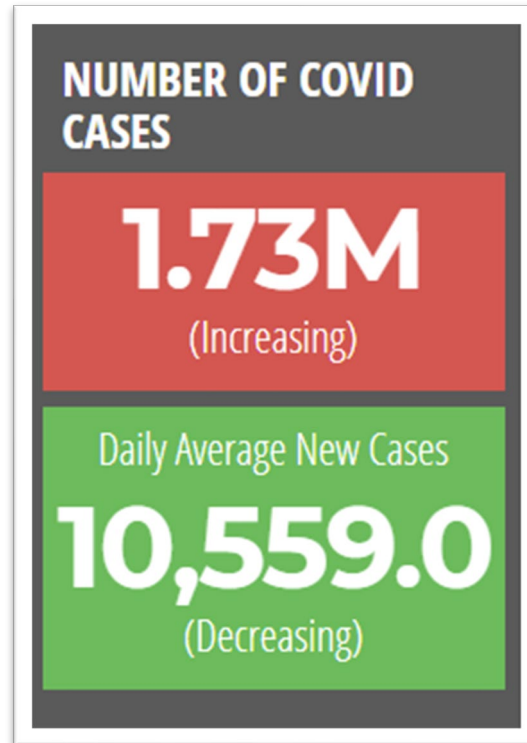 NUMBER OF COVID
CASES
1.73M
(Increasing)
Daily Average New Cases
10,559.0
(Decreasing)